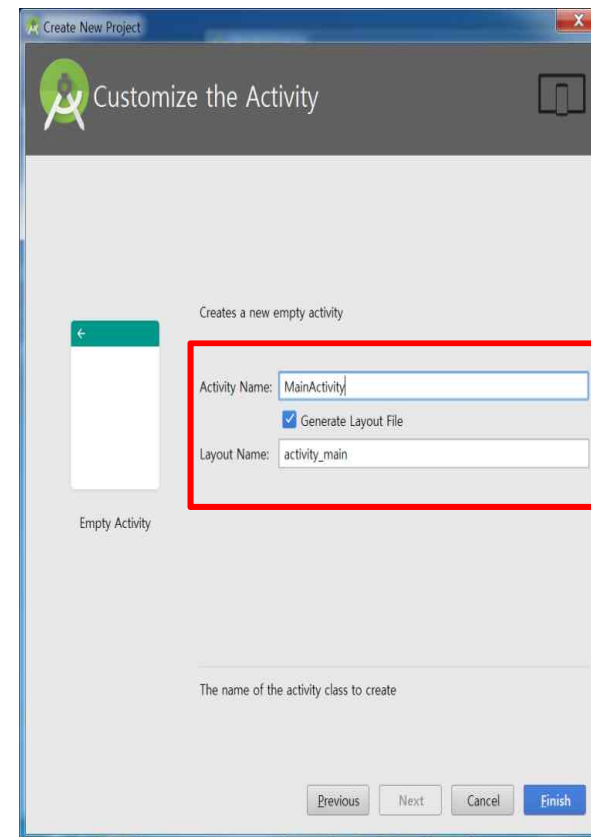 Create New Project
Customize the Activity
Creates a new empty activity
Activity Name: MainActivity
Generate Layout File
Layout Name: activity_main
Empty Activity
The name of the activity class to create
Previous Next Cancel Finish